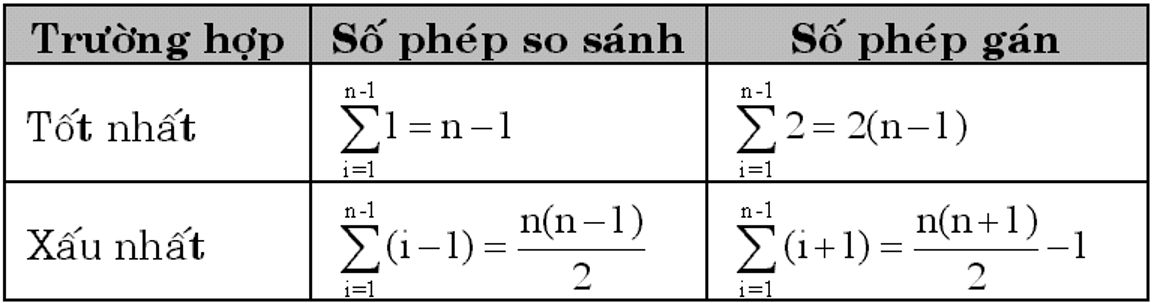 Trường hợp Số phép so sánh Số phép gán
Tốt nhất \sum_{i=1}^{n-1} 1 = n-1 \sum_{i=1}^{n-1} 2 = 2(n-1)
Xấu nhất \sum_{i=1}^{n-1} (i-1) = \frac{n(n-1)}{2} \sum_{i=1}^{n-1} (i+1) = \frac{n(n+1)}{2} -1